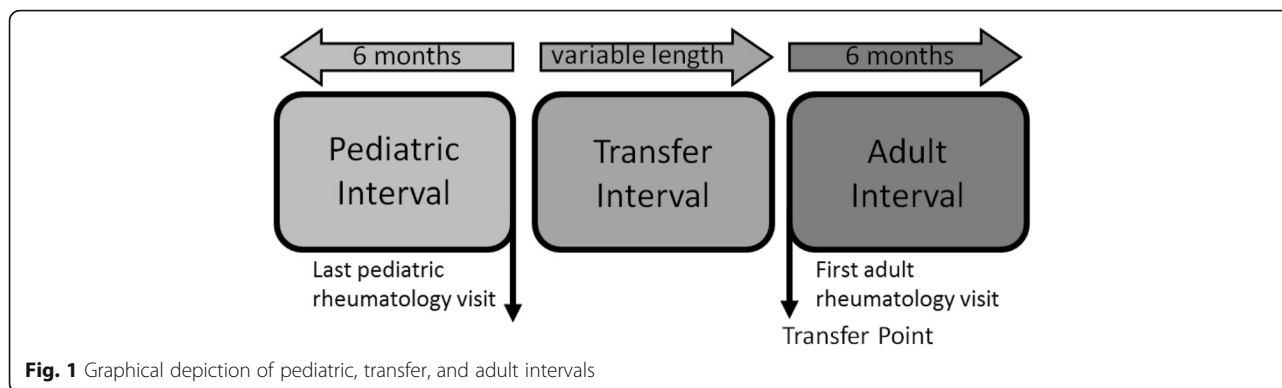 6 months
variable length
6 months
Pediatric
Interval
Transfer
Interval
Adult
Interval
Last pediatric
rheumatology visit
First adult
rheumatology visit
Transfer Point
Fig. 1 Graphical depiction of pediatric, transfer, and adult intervals